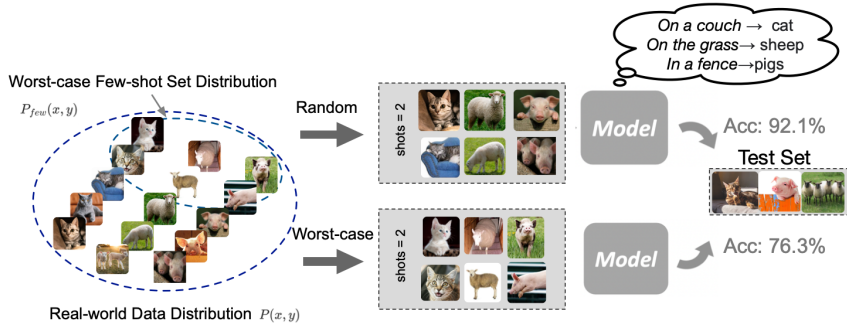 On a couch → cat
On the grass→ sheep
In a fence→pigs
Worst-case Few-shot Set Distribution
P_few(x, y)
Random
shots = 2
Model
Acc: 92.1%
Test Set
Worst-case
shots = 2
Model
Acc: 76.3%
Real-world Data Distribution P(x, y)